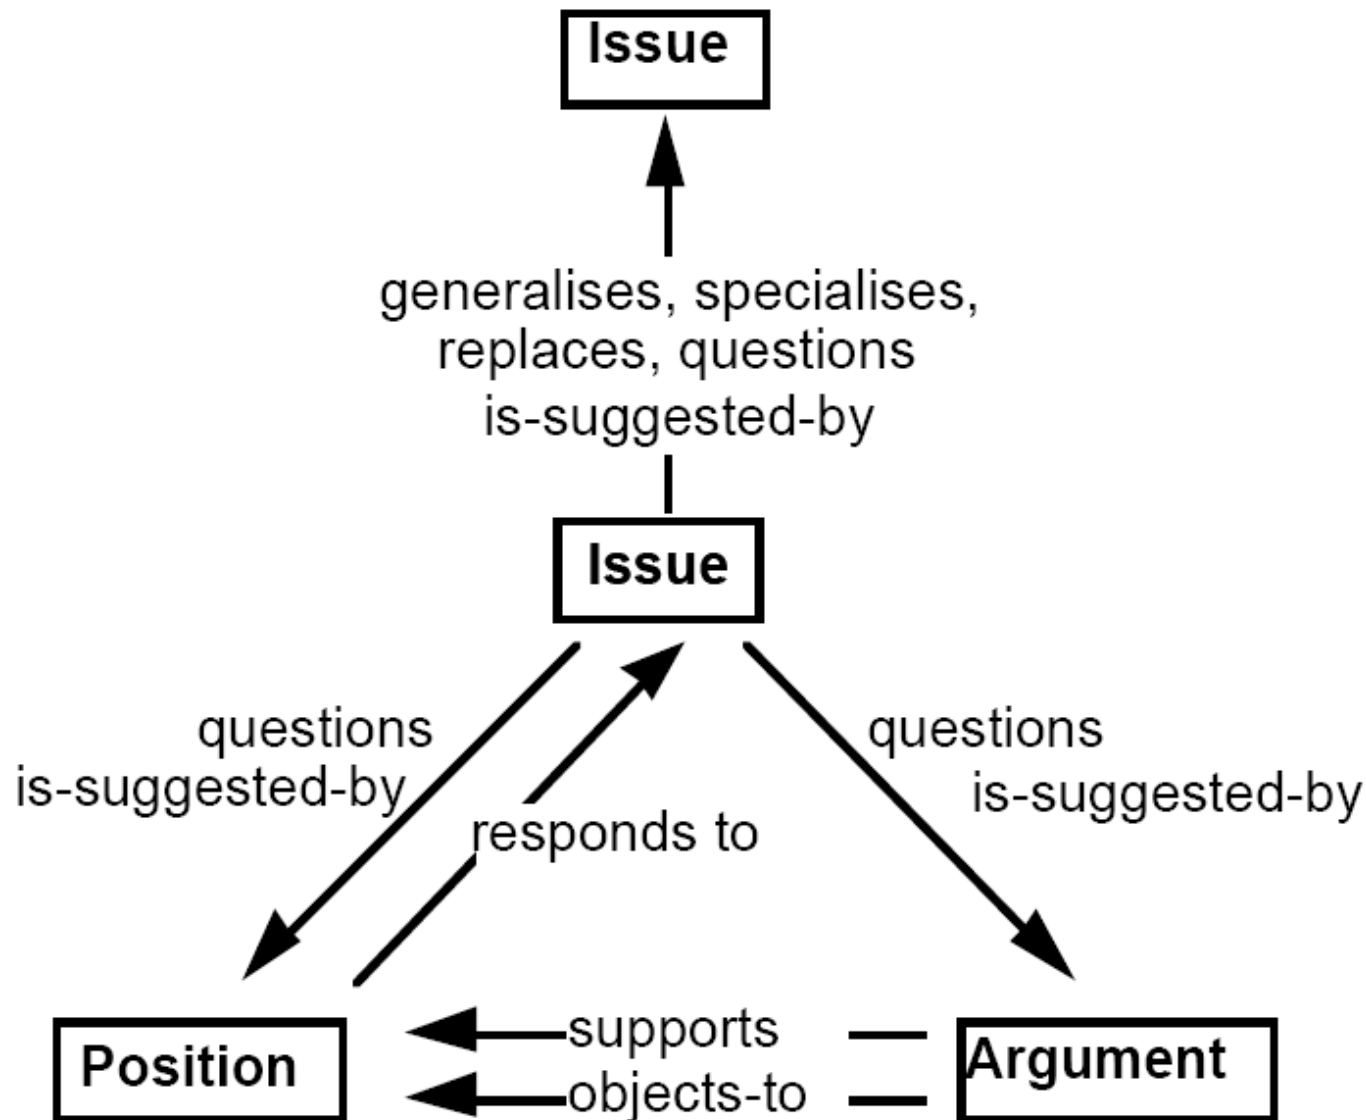 Issue
generalises, specialises,
replaces, questions
is-suggested-by
Issue
questions
is-suggested-by
questions
is-suggested-by
responds to
supports
objects-to
Position
Argument